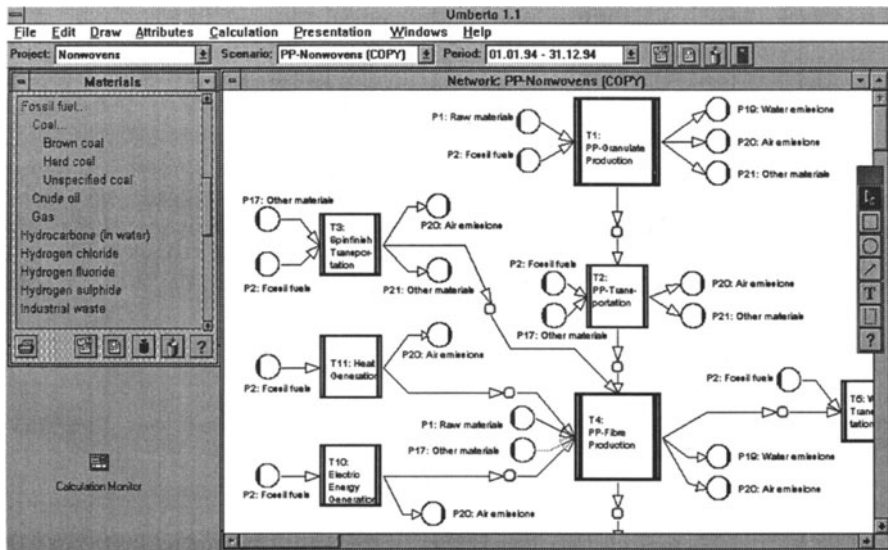 Umberto 1.1
File Edit Draw Attributes Calculation Presentation Windows Help
Project: Nonwovens Scenario: PP-Nonwovens (COPY) Period: 01.01.94 - 31.12.94
Materials
Fossil fuel..
Coal...
Brown coal
Hard coal
Unspecified coal
Crude oil
Gas
Hydrocarbone (in water)
Hydrogen chloride
Hydrogen fluoride
Hydrogen sulphide
Industrial waste
?
Calculation Monitor
Network: PP-Nonwovens (COPY)
P1: Raw materials
P2: Fossil fuels
T1:
PP-Granulate
Production
P19: Water emissions
P20: Air emissions
P21: Other materials
P17: Other materials
P2: Fossil fuels
T3:
Spinfinish
Transpor-
tation
P20: Air emissions
P21: Other materials
P2: Fossil fuels
P17: Other materials
T2:
PP-Trans-
portation
P20: Air emissions
P21: Other materials
P2: Fossil fuels
T11: Heat
Generation
P20: Air emissions
P1: Raw materials
P17: Other materials
T4:
PP-Fibre
Production
P2: Fossil fuels
T5: W
Trans
tation
P19: Water emissions
P20: Air emissions
P2: Fossil fuels
T10:
Electric
Energy
Generation
P20: Air emissions
T
?